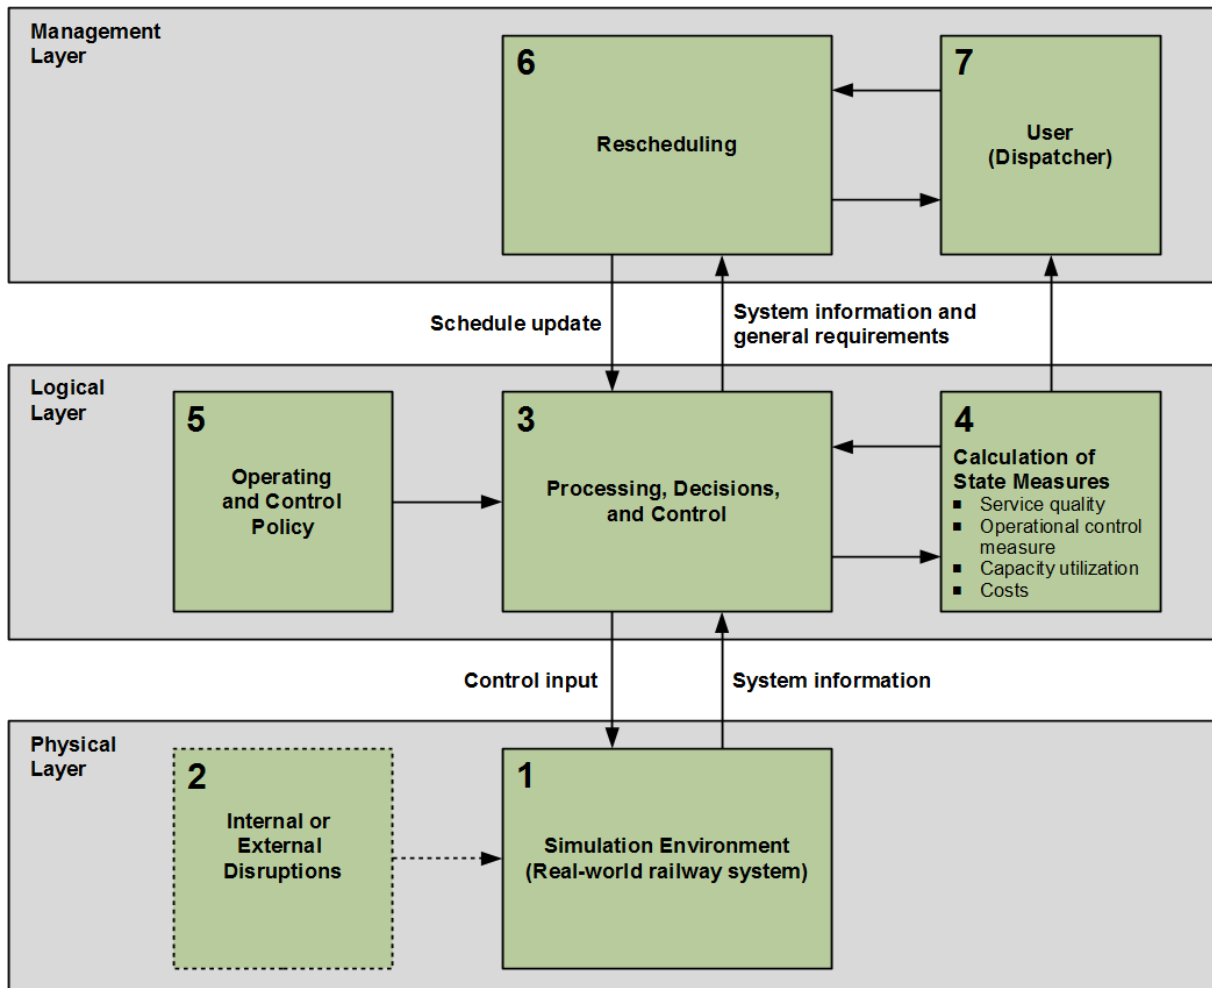 Management
Layer
6
Rescheduling
7
User
(Dispatcher)
Schedule update
System information and
general requirements
Logical
Layer
5
Operating
and Control
Policy
3
Processing, Decisions,
and Control
4
Calculation of
State Measures
▪ Service quality
▪ Operational control
measure
▪ Capacity utilization
▪ Costs
Control input
System information
Physical
Layer
2
Internal or
External
Disruptions
1
Simulation Environment
(Real-world railway system)